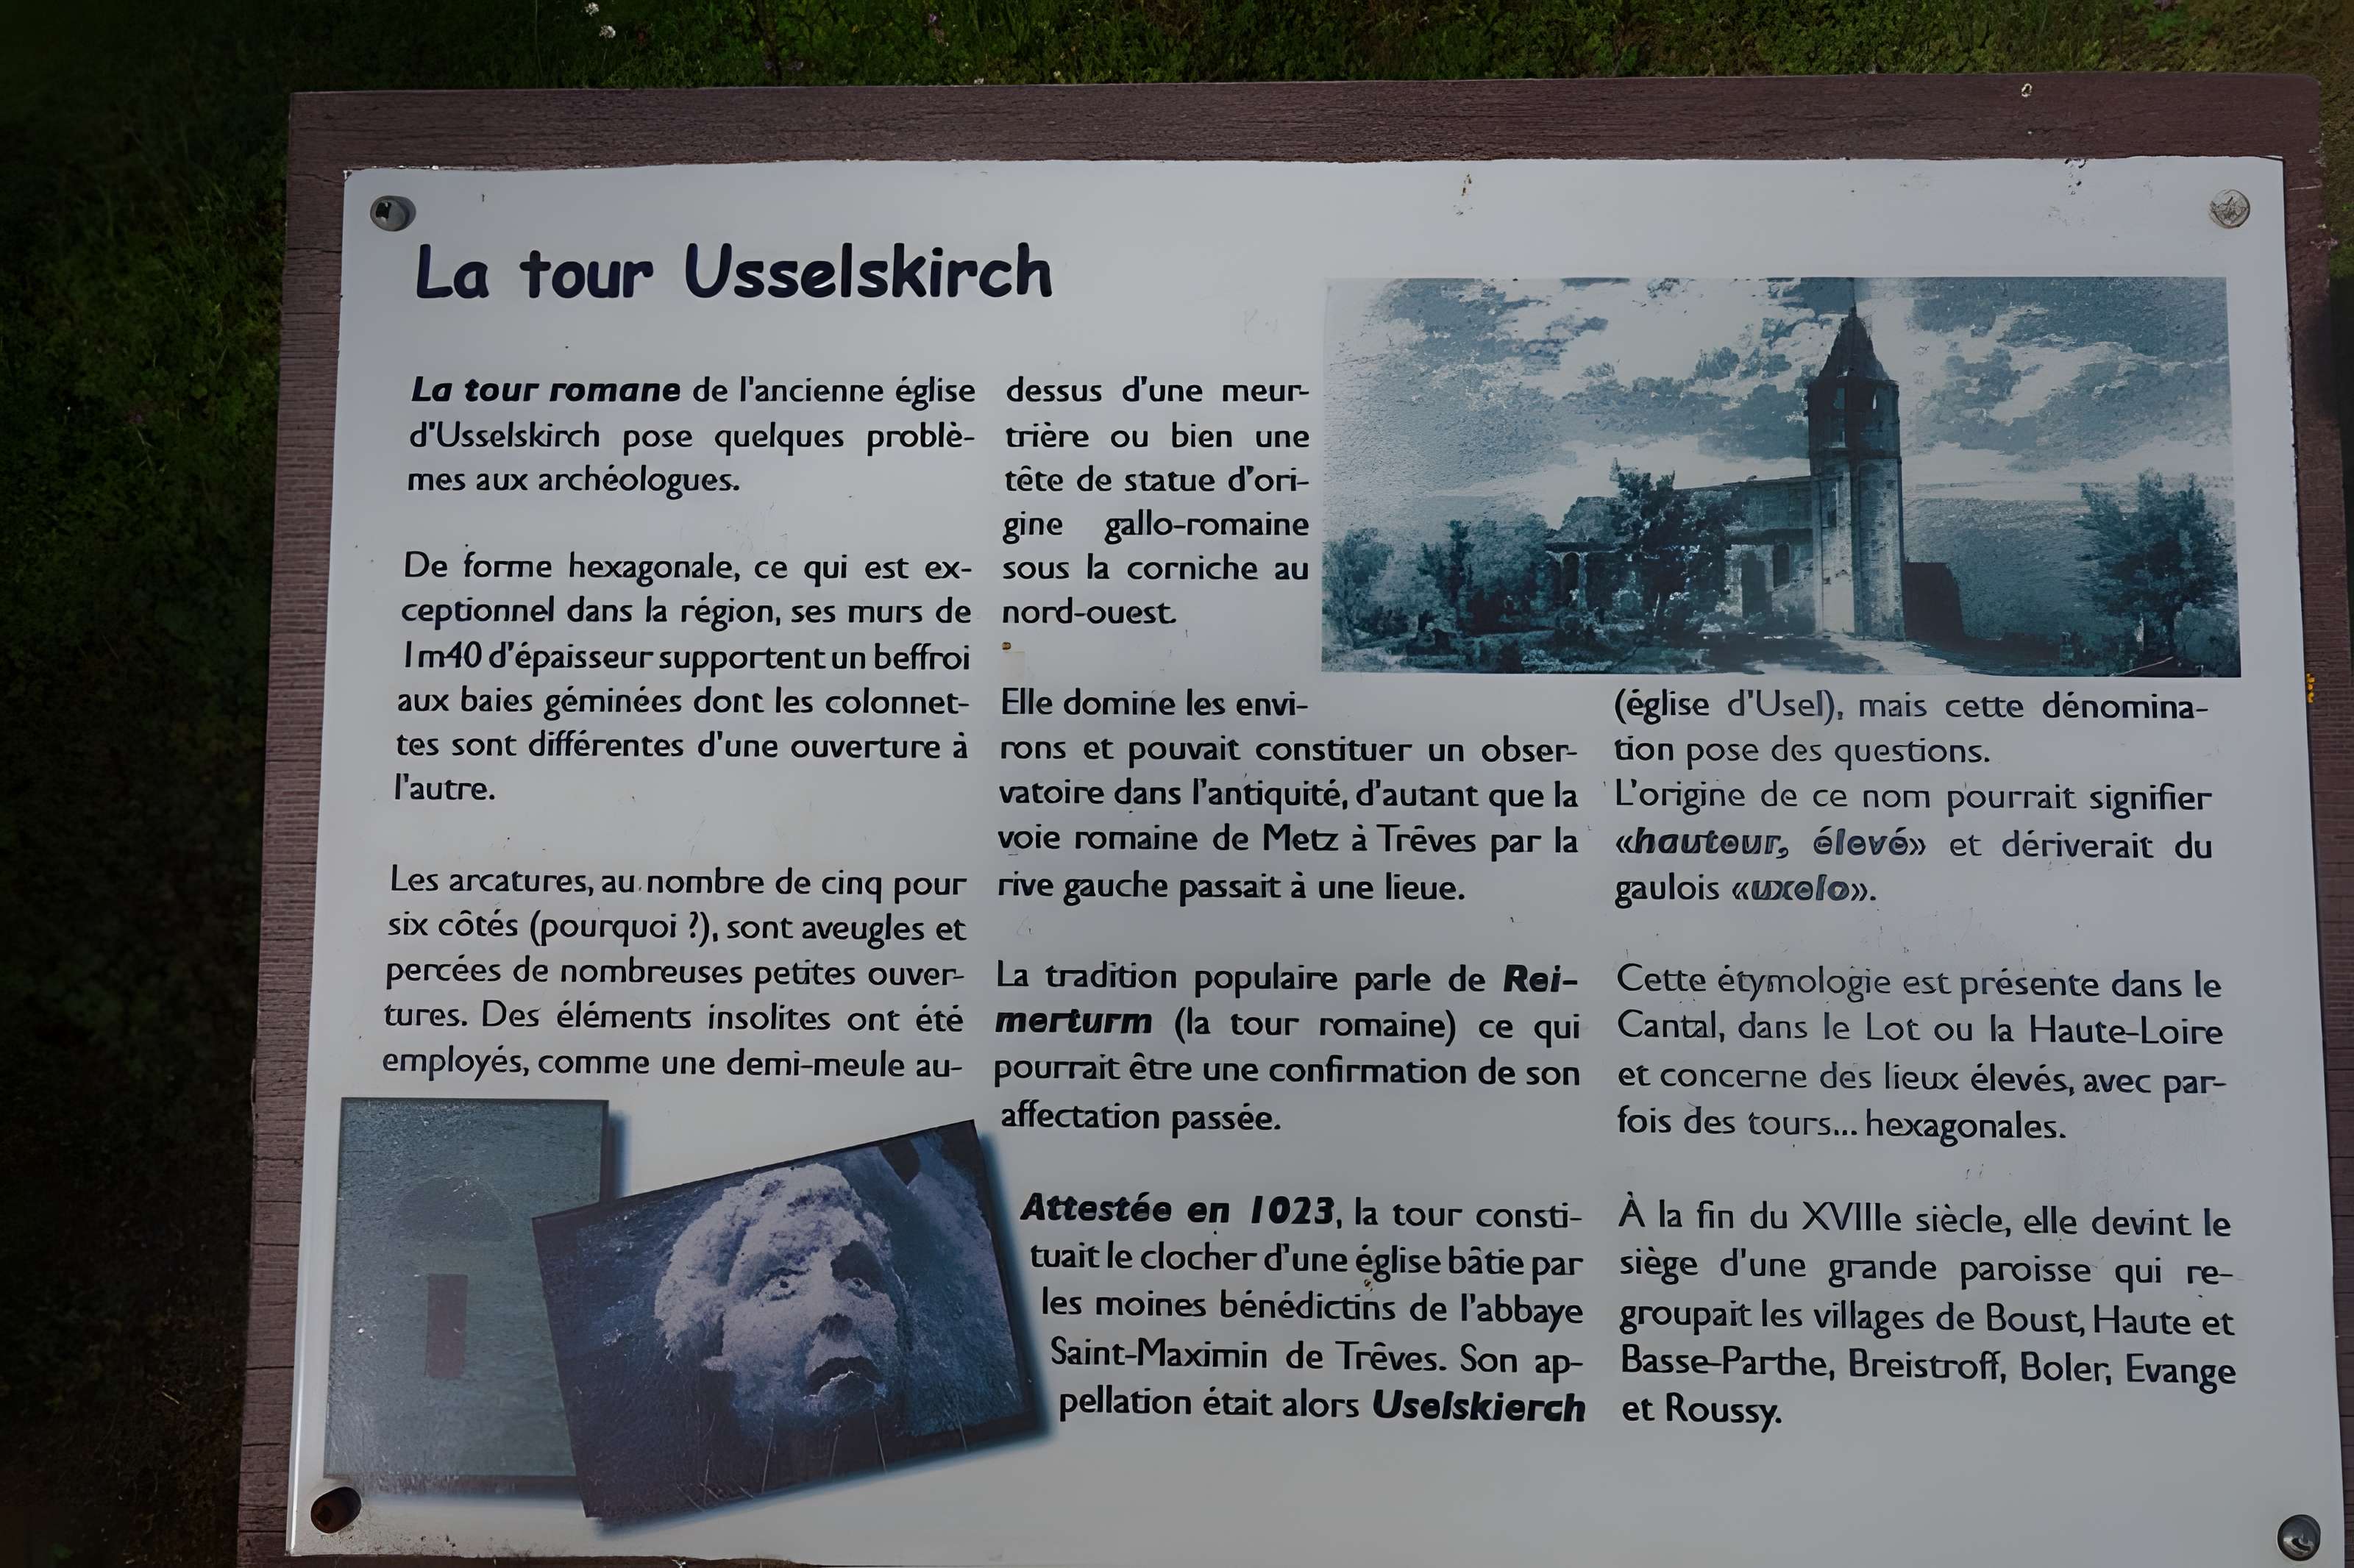 La tour Usselskirch
La tour romane de l'ancienne église
d'Usselskirch pose quelques problè-
mes aux archéologues.
De forme hexagonale, ce qui est ex-
ceptionnel dans la région, ses murs de
1m40 d'épaisseur supportent un beffroi
aux baies géminées dont les colonnet-
tes sont différentes d'une ouverture à
l'autre.
Les arcatures, au nombre de cinq pour
six côtés (pourquoi ?), sont aveugles et
percées de nombreuses petites ouver-
tures. Des éléments insolites ont été
employés, comme une demi-meule au-
dessus d'une meur-
trière ou bien une
tête de statue d'ori-
gine gallo-romaine
sous la corniche au
nord-ouest.
Elle domine les envi-
rons et pouvait constituer un obser-
vatoire dans l'antiquité, d'autant que la
voie romaine de Metz à Trêves par la
rive gauche passait à une lieue.
La tradition populaire parle de Rei-
merturm (la tour romaine) ce qui
pourrait être une confirmation de son
affectation passée.
Attestée en 1023, la tour consti-
tuait le clocher d'une église bâtie par
les moines bénédictins de l'abbaye
Saint-Maximin de Trêves. Son ap-
pellation était alors Uselskierch
(église d'Usel), mais cette dénomina-
tion pose des questions.
L'origine de ce nom pourrait signifier
«hauteur, élevé» et dériverait du
gaulois «uxelo».
Cette étymologie est présente dans le
Cantal, dans le Lot ou la Haute-Loire
et concerne des lieux élevés, avec par-
fois des tours... hexagonales.
À la fin du XVIIIe siècle, elle devint le
siège d'une grande paroisse qui re-
groupait les villages de Boust, Haute et
Basse-Parthe, Breistroff, Boler, Evange
et Roussy.